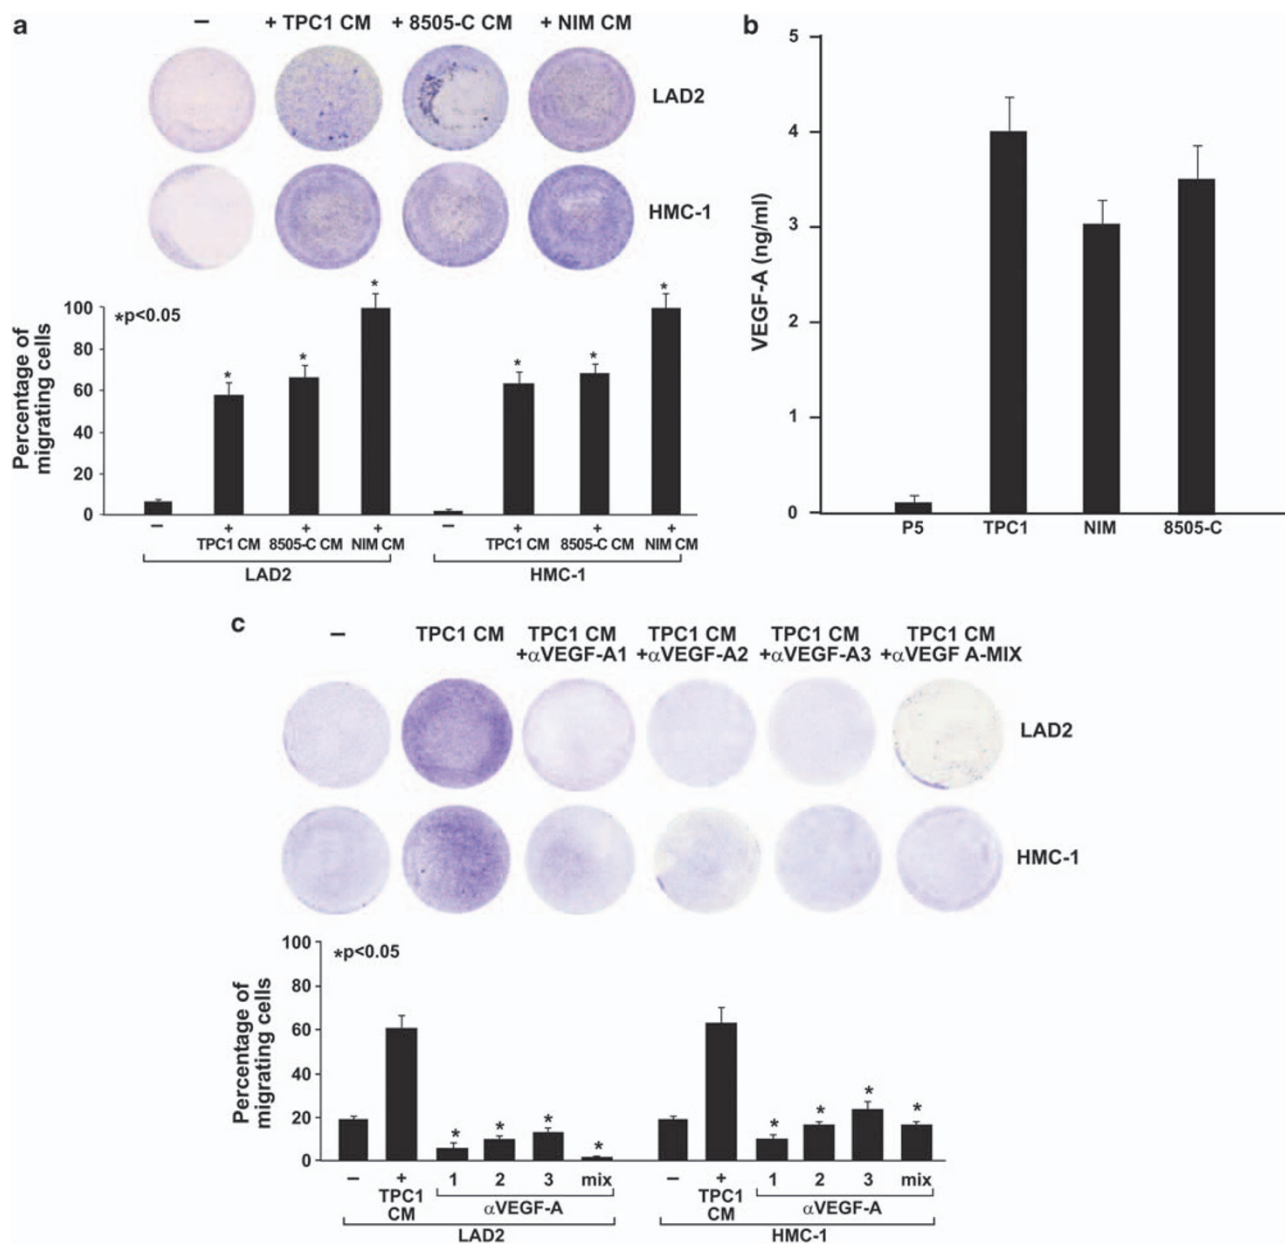 a
– + TPC1 CM + 8505-C CM + NIM CM
LAD2
HMC-1
Percentage of
migrating cells
100
80
60
40
20
0
*p<0.05
* * * * * *
– + + + – + + +
TPC1 CM 8505-C CM NIM CM TPC1 CM 8505-C CM NIM CM
LAD2 HMC-1
b
VEGF-A (ng/ml)
5
4
3
2
1
0
P5 TPC1 NIM 8505-C
c
– TPC1 CM TPC1 CM TPC1 CM TPC1 CM TPC1 CM
+αVEGF-A1 +αVEGF-A2 +αVEGF-A3 +αVEGF A-MIX
LAD2
HMC-1
Percentage of
migrating cells
100
80
60
40
20
0
*p<0.05
* * * * * * * *
– + 1 2 3 mix – + 1 2 3 mix
TPC1 αVEGF-A TPC1 αVEGF-A
CM CM
LAD2 HMC-1